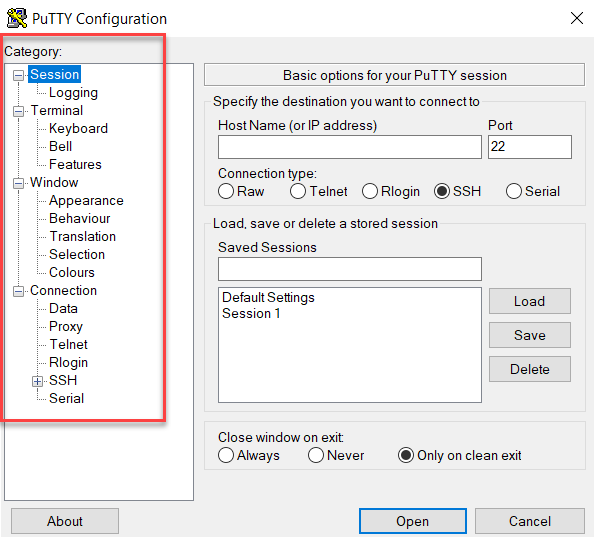 PuTTY Configuration
Category:
Session
Logging
Terminal
Keyboard
Bell
Features
Window
Appearance
Behaviour
Translation
Selection
Colours
Connection
Data
Proxy
Telnet
Rlogin
SSH
Serial
Basic options for your PuTTY session
Specify the destination you want to connect to
Host Name (or IP address) Port
22
Connection type:
Raw Telnet Rlogin SSH Serial
Load, save or delete a stored session
Saved Sessions
Default Settings
Session 1
Load
Save
Delete
Close window on exit:
Always Never Only on clean exit
About Open Cancel